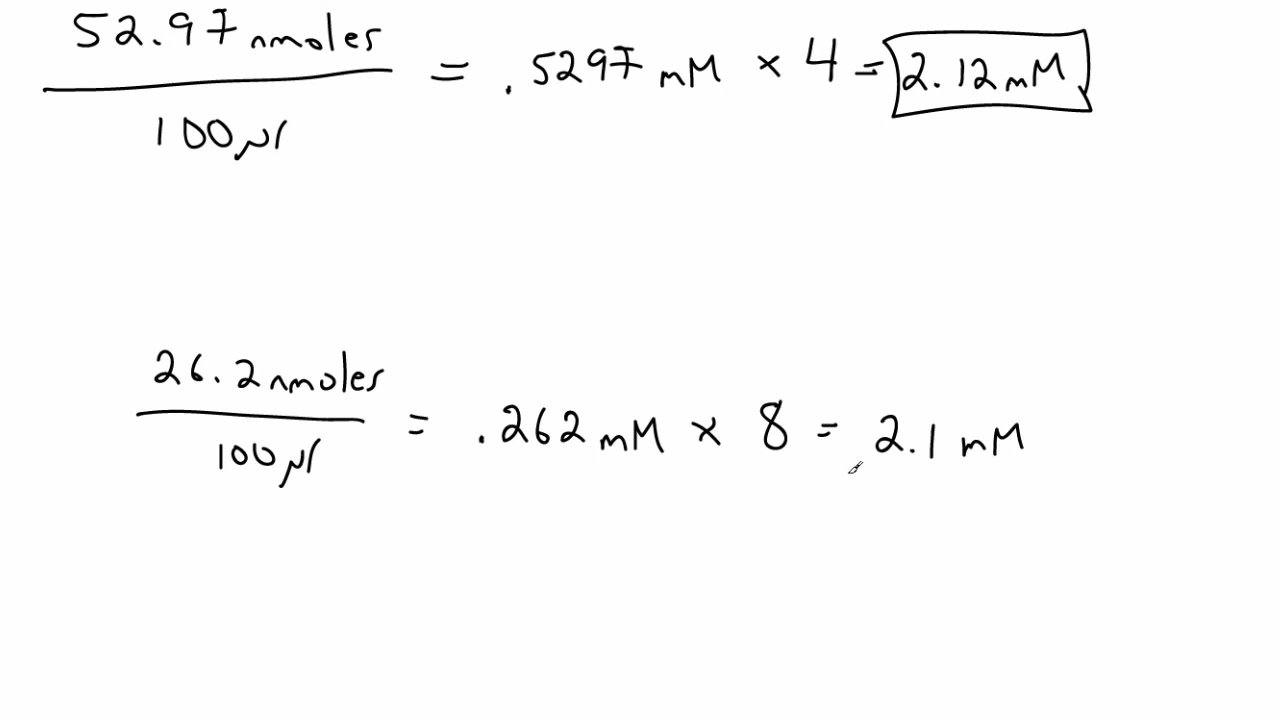 52.97 nmoles
100 µl
= .5297 mM × 4 = 2.12 mM
26.2 nmoles
100 µl
= .262 mM × 8 = 2.1 mM